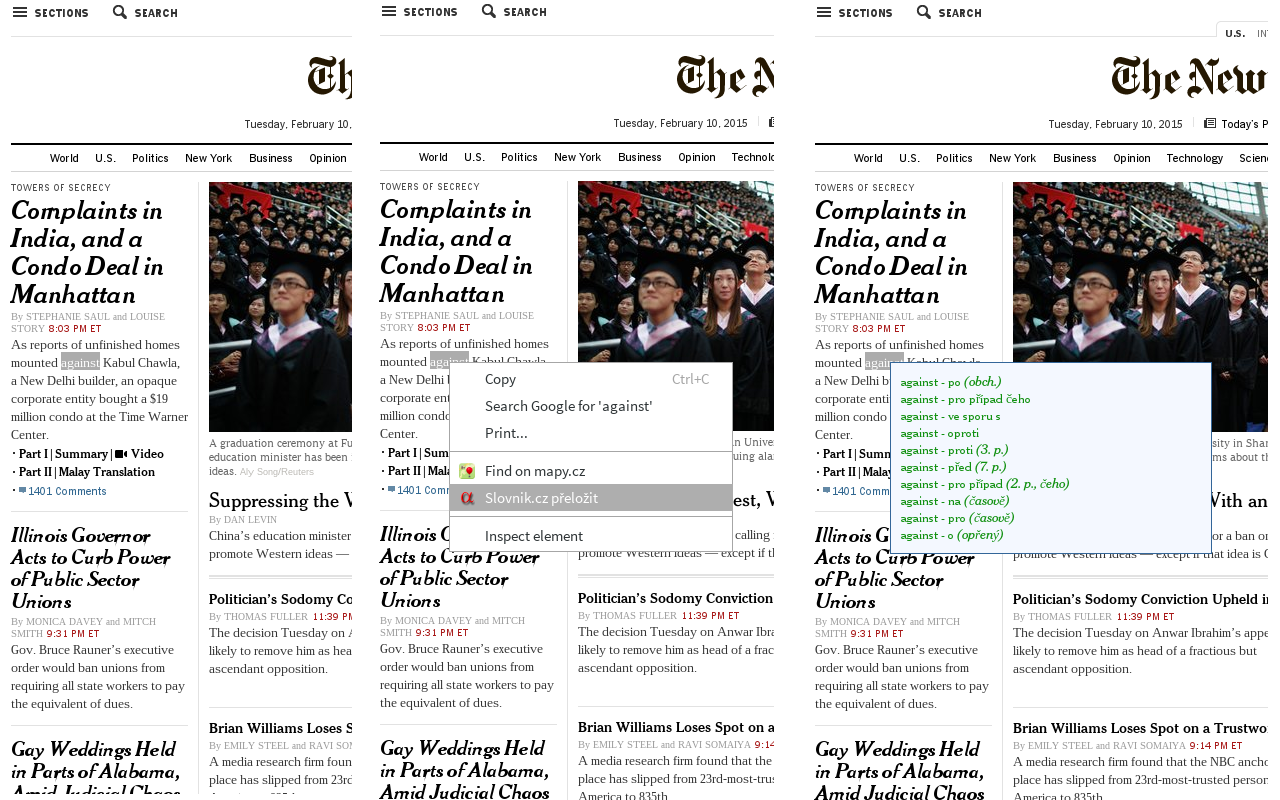 SECTIONS SEARCH
Th
Tuesday, February 10,
World U.S. Politics New York Business Opinion
TOWERS OF SECRECY
Complaints in
India, and a
Condo Deal in
Manhattan
By STEPHANIE SAUL and LOUISE
STORY 8:03 PM ET
As reports of unfinished homes
mounted against Kabul Chawla,
a New Delhi builder, an opaque
corporate entity bought a $19
million condo at the Time Warner
Center.
· Part I | Summary | Video
· Part II | Malay Translation
· 1401 Comments
Illinois Governor
Acts to Curb Power
of Public Sector
Unions
By MONICA DAVEY and MITCH
SMITH 9:31 PM ET
Gov. Bruce Rauner's executive
order would ban unions from
requiring all state workers to pay
the equivalent of dues.
Gay Weddings Held
in Parts of Alabama,
Amid Judicial Chaos
A graduation ceremony at Fu
education minister has been
ideas. Aly Song/Reuters
Suppressing the W
By DAN LEVIN
China's education minister
promote Western ideas —
Politician's Sodomy Co
By THOMAS FULLER 11:39 PM
The decision Tuesday on A
likely to remove him as hea
ascendant opposition.
Brian Williams Loses S
By EMILY STEEL and RAVI SOM
A media research firm foun
place has slipped from 23rd
SECTIONS SEARCH
The N
Tuesday, February 10, 2015
World U.S. Politics New York Business Opinion Technolo
TOWERS OF SECRECY
Complaints in
India, and a
Condo Deal in
Manhattan
By STEPHANIE SAUL and LOUISE
STORY 8:03 PM ET
As reports of unfinished homes
mounted against Kabul Chawla,
a New Delhi b
corporate enti
million condo
Center.
· Part I | Sum
· Part II | Mala
· 1401 Comm
Copy Ctrl+C
Search Google for 'against'
Print...
Find on mapy.cz
Slovnik.cz přeložit
Inspect element
Illinois G
Acts to Curb Power
of Public Sector
Unions
By MONICA DAVEY and MITCH
SMITH 9:31 PM ET
Gov. Bruce Rauner's executive
order would ban unions from
requiring all state workers to pay
the equivalent of dues.
Gay Weddings Held
in Parts of Alabama,
Amid Judicial Chaos
n Univer
uing alar
est, W
calling f
promote Western ideas — except if th
Politician's Sodomy Conviction
By THOMAS FULLER 11:39 PM ET
The decision Tuesday on Anwar Ibra
likely to remove him as head of a frac
ascendant opposition.
Brian Williams Loses Spot on a
By EMILY STEEL and RAVI SOMAIYA 9:14
A media research firm found that the
place has slipped from 23rd-most-trus
America to 835th.
SECTIONS SEARCH
U.S. INT
The New
Tuesday, February 10, 2015 Today's P
World U.S. Politics New York Business Opinion Technology Scien
TOWERS OF SECRECY
Complaints in
India, and a
Condo Deal in
Manhattan
By STEPHANIE SAUL and LOUISE
STORY 8:03 PM ET
As reports of unfinished homes
mounted against Kabul Chawla,
a New Delhi b
corporate enti
million condo
Center.
· Part I | Summ
· Part II | Mala
· 1401 Comm
against - po (obch.)
against - pro případ čeho
against - ve sporu s
against - oproti
against - proti (3. p.)
against - před (7. p.)
against - pro případ (2. p., čeho)
against - na (časově)
against - pro (časově)
against - o (opřený)
Illinois G
Acts to Curb Power
of Public Sector
Unions
By MONICA DAVEY and MITCH
SMITH 9:31 PM ET
Gov. Bruce Rauner's executive
order would ban unions from
requiring all state workers to pay
the equivalent of dues.
Gay Weddings Held
in Parts of Alabama,
Amid Judicial Chaos
sity in Shan
ms about th
With an
or a ban on
promote Western ideas — except if that idea is C
Politician's Sodomy Conviction Upheld in
By THOMAS FULLER 11:39 PM ET
The decision Tuesday on Anwar Ibrahim's appe
likely to remove him as head of a fractious but
ascendant opposition.
Brian Williams Loses Spot on a Trustwor
By EMILY STEEL and RAVI SOMAIYA 9:14 PM ET
A media research firm found that the NBC ancho
place has slipped from 23rd-most-trusted person
America to 835th.